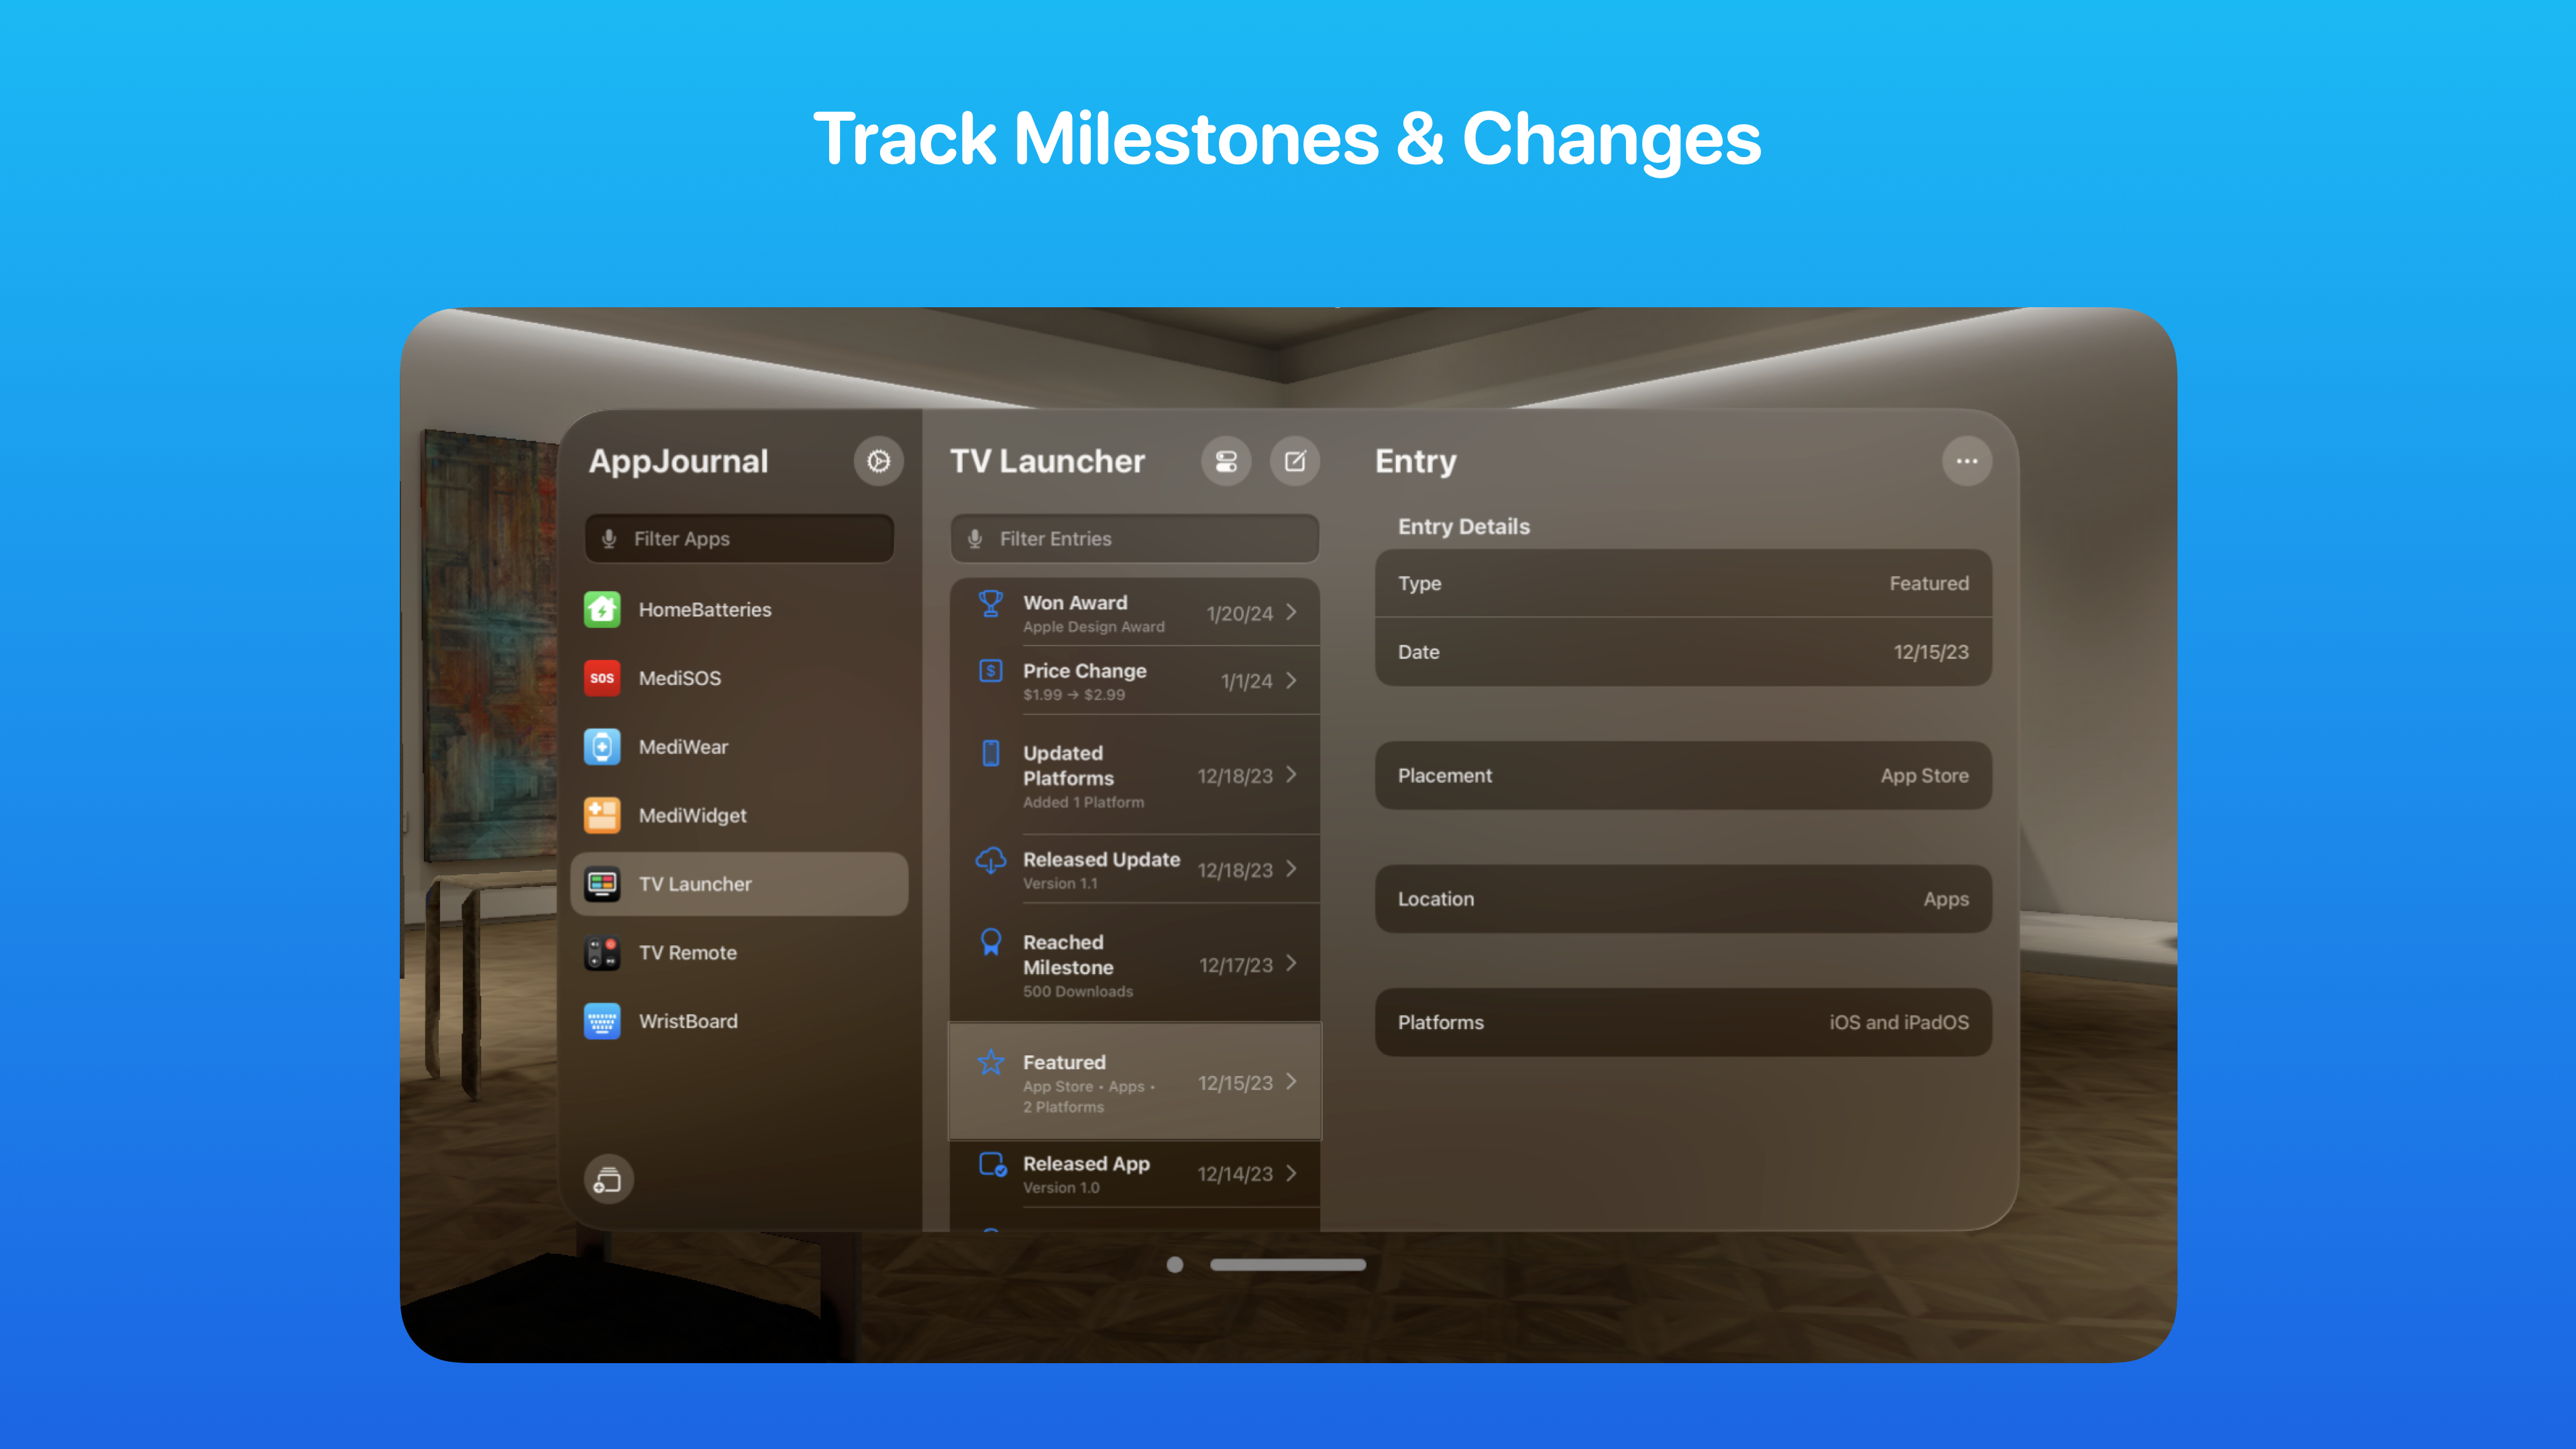 Track Milestones & Changes
AppJournal
Filter Apps
HomeBatteries
SOS
MediSOS
MediWear
MediWidget
TV Launcher
TV Remote
WristBoard
TV Launcher
Filter Entries
Won Award
Apple Design Award
1/20/24
Price Change
$1.99 → $2.99
1/1/24
Updated
Platforms
Added 1 Platform
12/18/23
Released Update
Version 1.1
12/18/23
Reached
Milestone
500 Downloads
12/17/23
Featured
App Store • Apps •
2 Platforms
12/15/23
Released App
Version 1.0
12/14/23
Entry
Entry Details
Type Featured
Date 12/15/23
Placement App Store
Location Apps
Platforms iOS and iPadOS